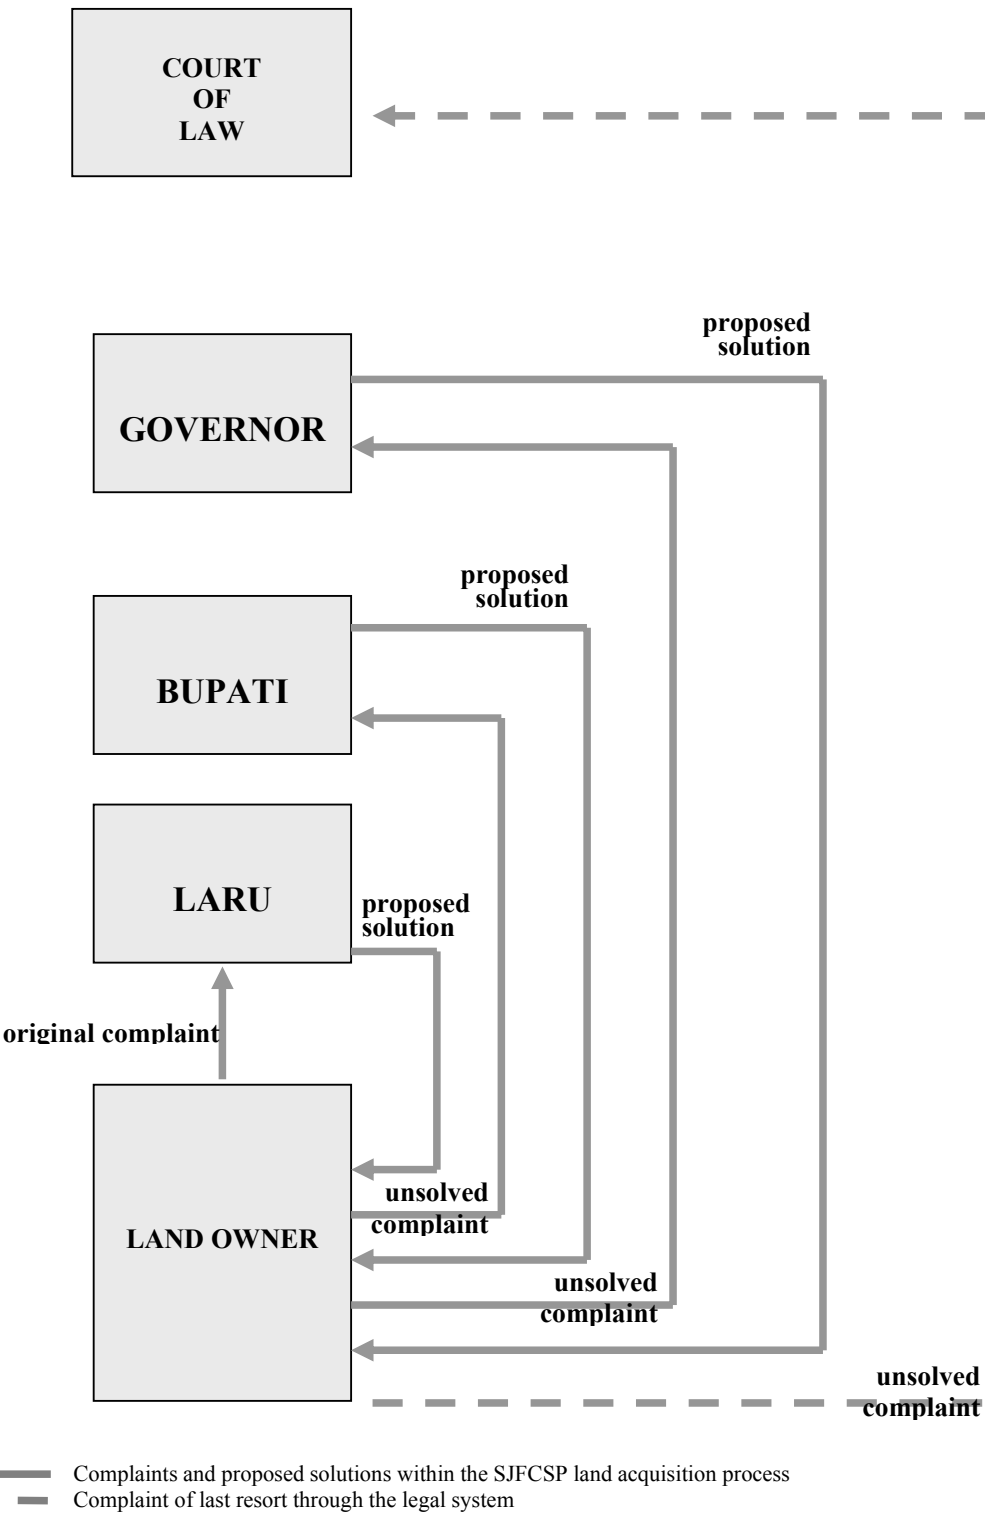 COURT
OF
LAW
proposed
solution
GOVERNOR
proposed
solution
BUPATI
LARU
proposed
solution
original complaint
unsolved
complaint
LAND OWNER
unsolved
complaint
unsolved
complaint
Complaints and proposed solutions within the SJFCSP land acquisition process
Complaint of last resort through the legal system